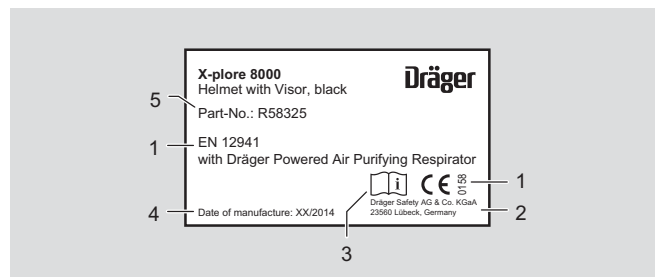 X-plore 8000
Dräger
Helmet with Visor, black
5
Part-No.: R58325
1
EN 12941
with Dräger Powered Air Purifying Respirator
i
CE
0158
1
Dräger Safety AG & Co. KGaA
23560 Lübeck, Germany
2
4
Date of manufacture: XX/2014
3